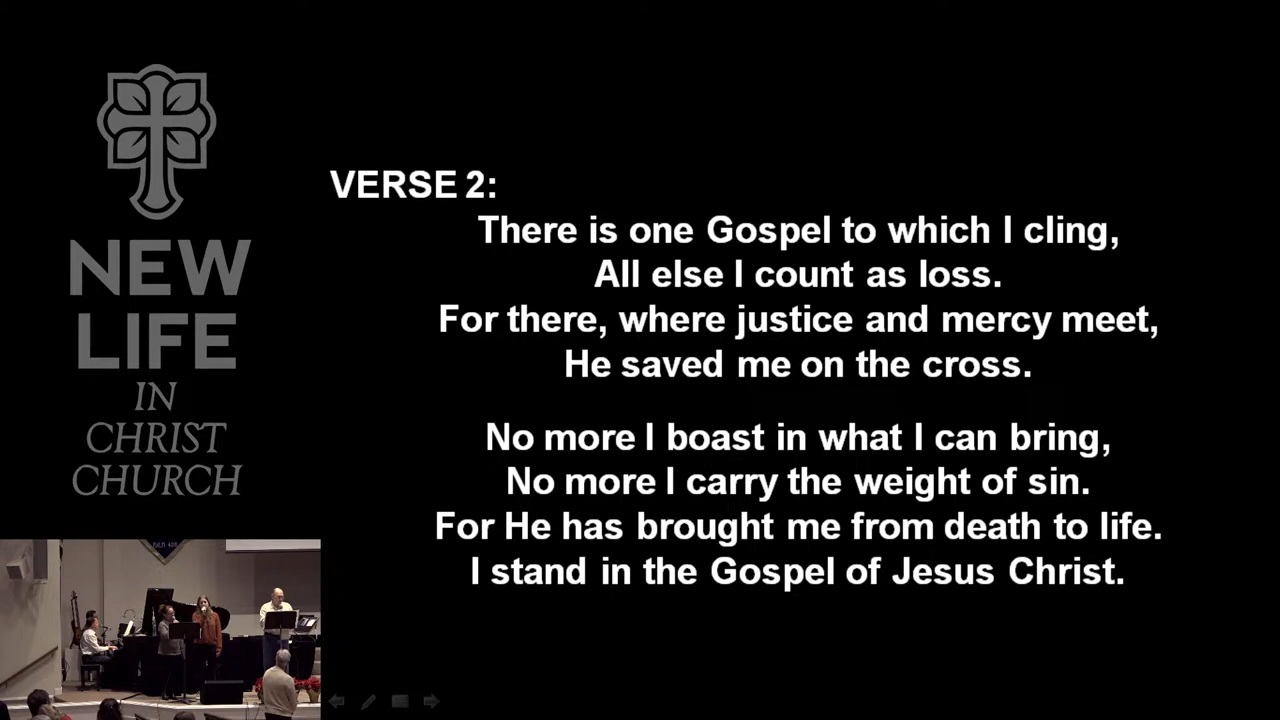 NEW
LIFE
IN
CHRIST
CHURCH
VERSE 2:
There is one Gospel to which I cling,
All else I count as loss.
For there, where justice and mercy meet,
He saved me on the cross.
No more I boast in what I can bring,
No more I carry the weight of sin.
For He has brought me from death to life.
I stand in the Gospel of Jesus Christ.